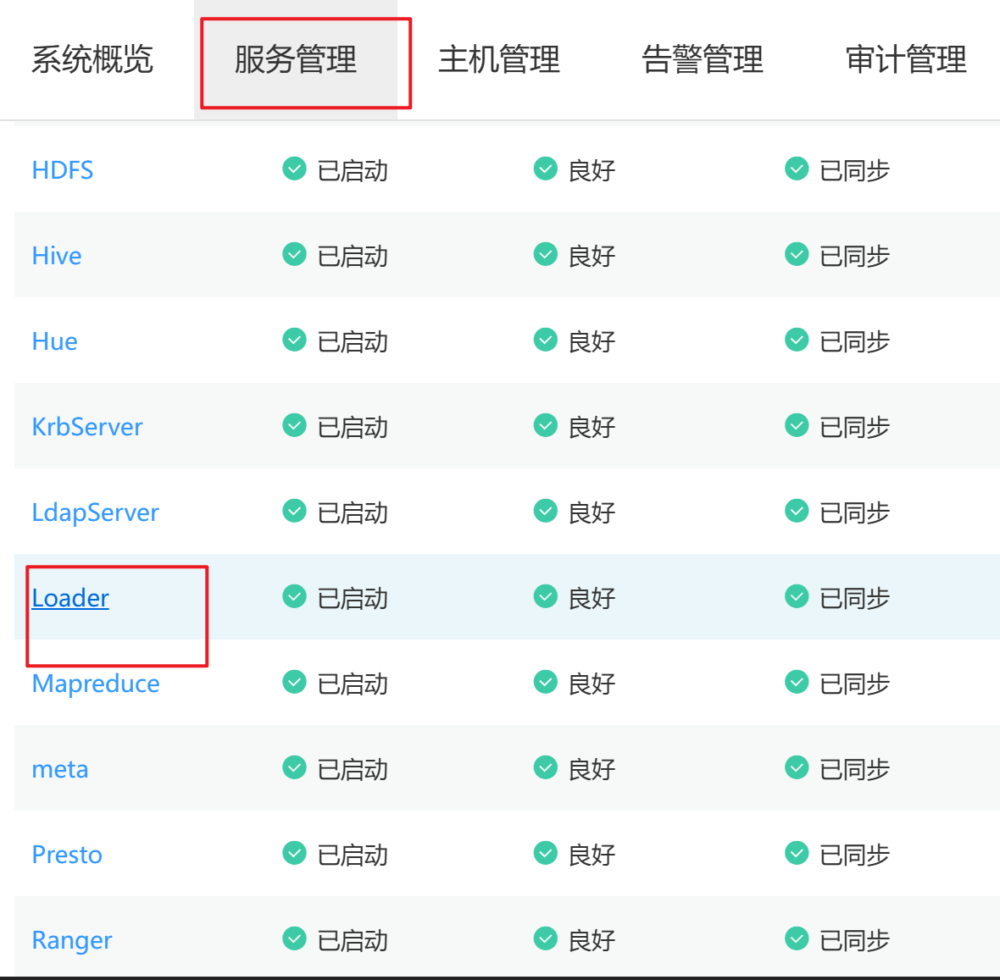 系统概览 服务管理 主机管理 告警管理 审计管理
HDFS 已启动 良好 已同步
Hive 已启动 良好 已同步
Hue 已启动 良好 已同步
KrbServer 已启动 良好 已同步
LdapServer 已启动 良好 已同步
Loader 已启动 良好 已同步
Mapreduce 已启动 良好 已同步
meta 已启动 良好 已同步
Presto 已启动 良好 已同步
Ranger 已启动 良好 已同步